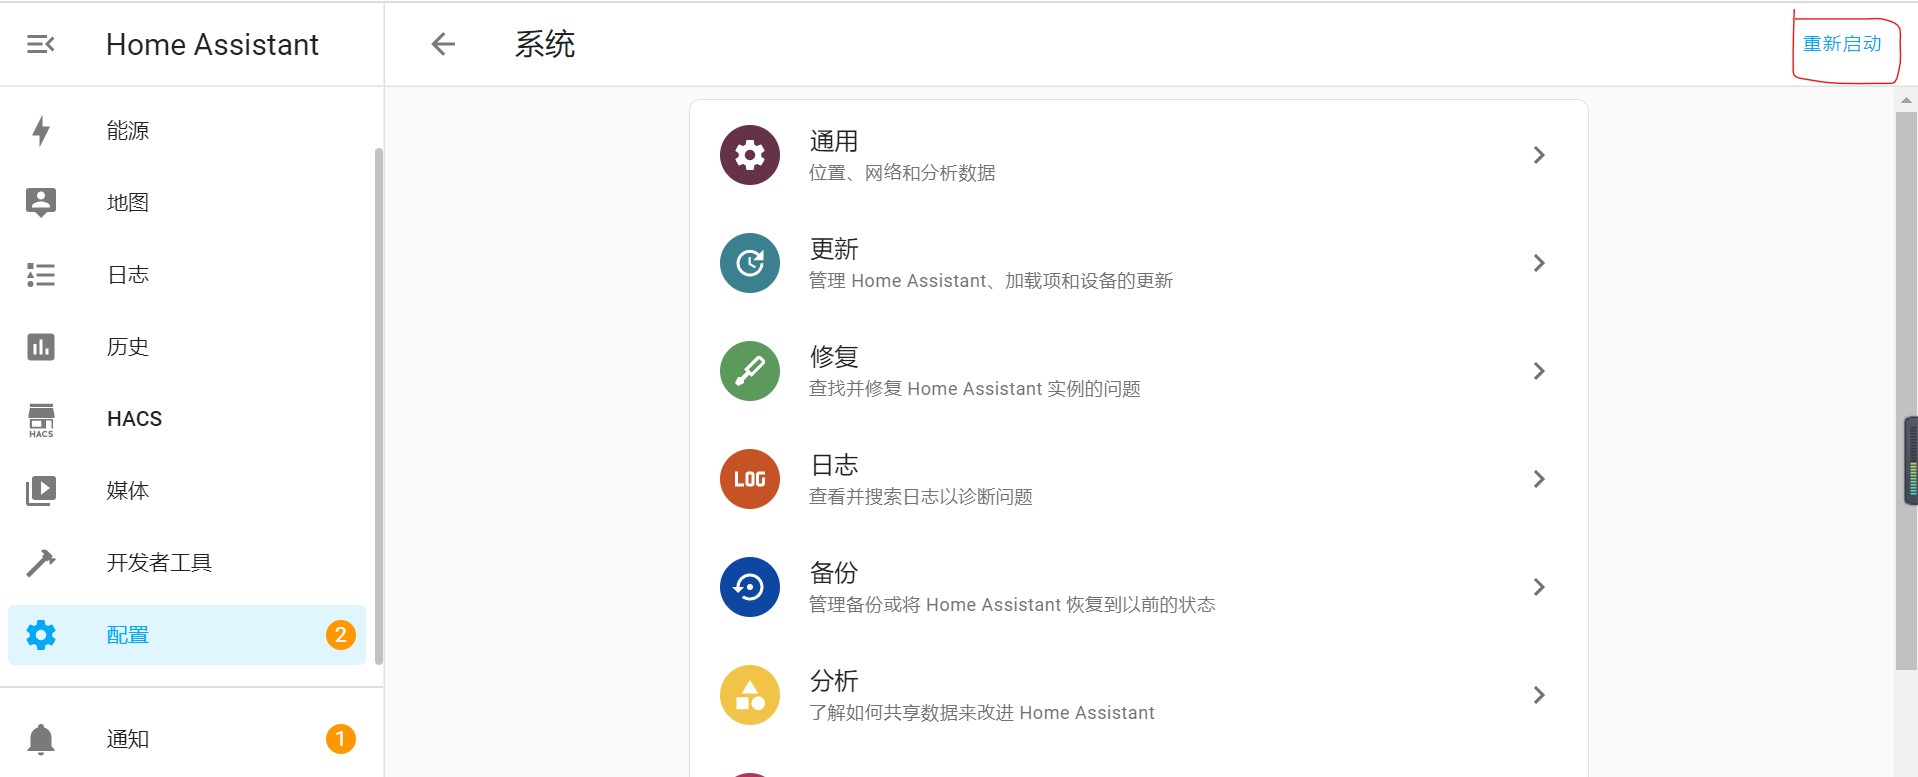 Home Assistant
系统
重新启动
能源
地图
日志
历史
HACS
HACS
媒体
开发者工具
配置
2
通知
1
通用
位置、网络和分析数据
更新
管理 Home Assistant、加载项和设备的更新
修复
查找并修复 Home Assistant 实例的问题
LOG
日志
查看并搜索日志以诊断问题
备份
管理备份或将 Home Assistant 恢复到以前的状态
分析
了解如何共享数据来改进 Home Assistant